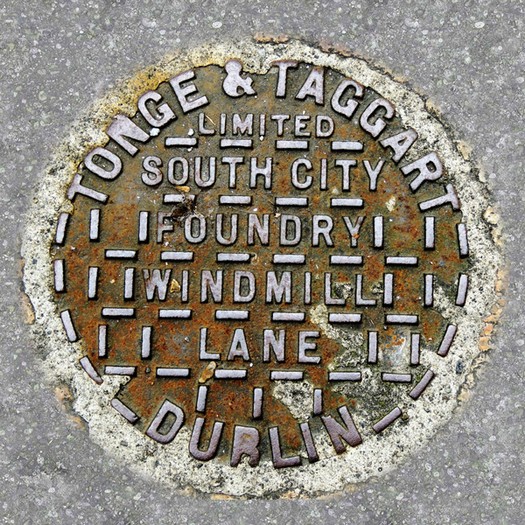 TONGE & TAGGART
LIMITED
SOUTH CITY
FOUNDRY
WINDMILL
LANE
DUBLIN